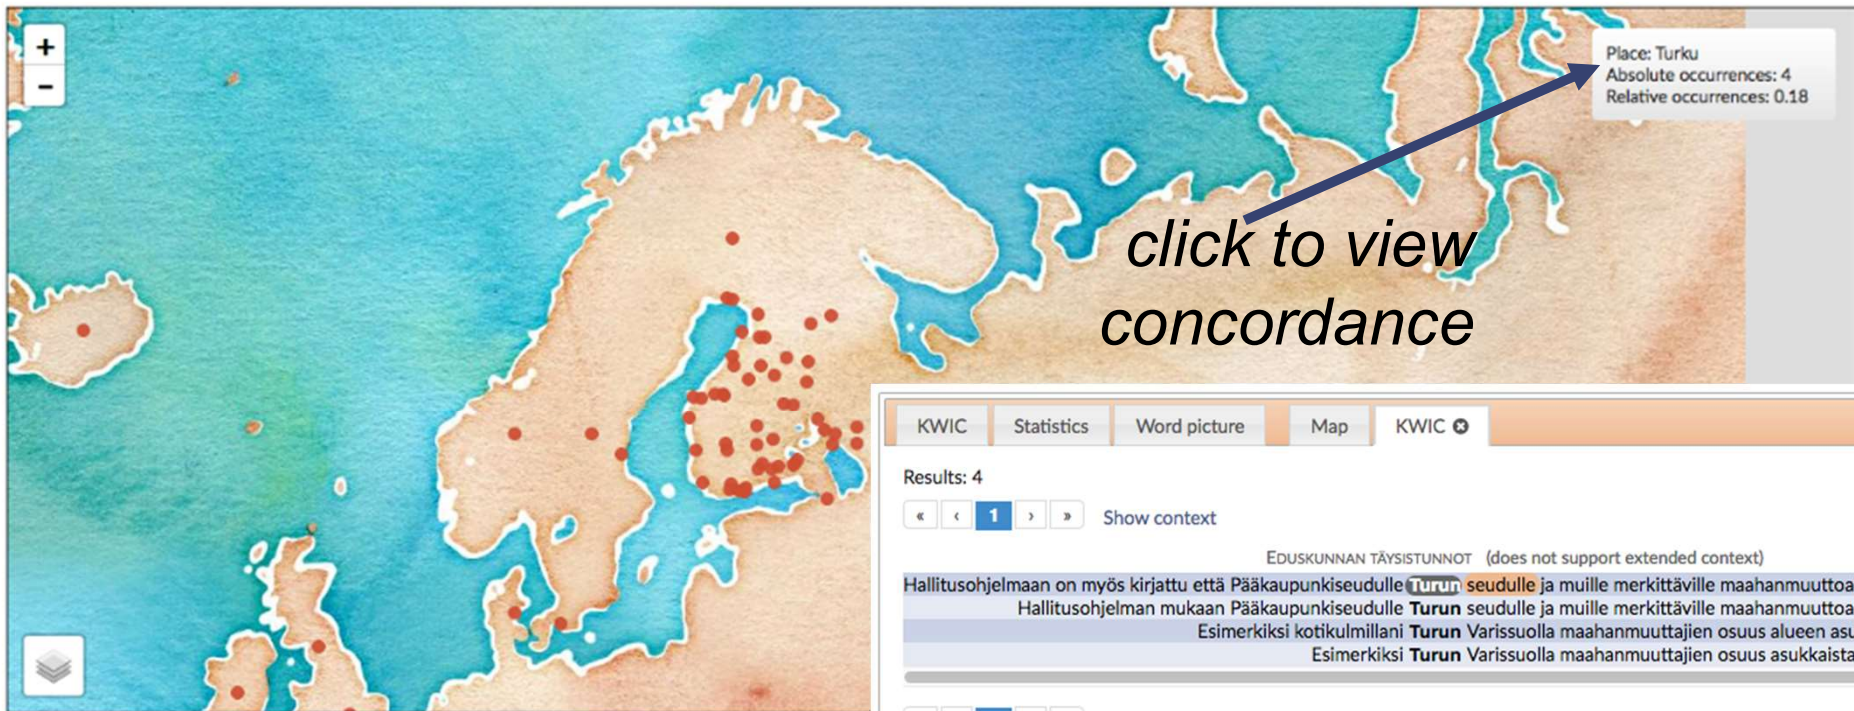 +
−
Place: Turku
Absolute occurrences: 4
Relative occurrences: 0.18
click to view
concordance
KWIC Statistics Word picture Map KWIC
Results: 4
« ‹ 1 › » Show context
EDUSKUNNAN TÄYSISTUNNOT (does not support extended context)
Hallitusohjelmaan on myös kirjattu että Pääkaupunkiseudulle Turun seudulle ja muille merkittäville maahanmuuttoa
Hallitusohjelman mukaan Pääkaupunkiseudulle Turun seudulle ja muille merkittäville maahanmuuttoa
Esimerkiksi kotikulmillani Turun Varissuolla maahanmuuttajien osuus alueen asu
Esimerkiksi Turun Varissuolla maahanmuuttajien osuus asukkaista